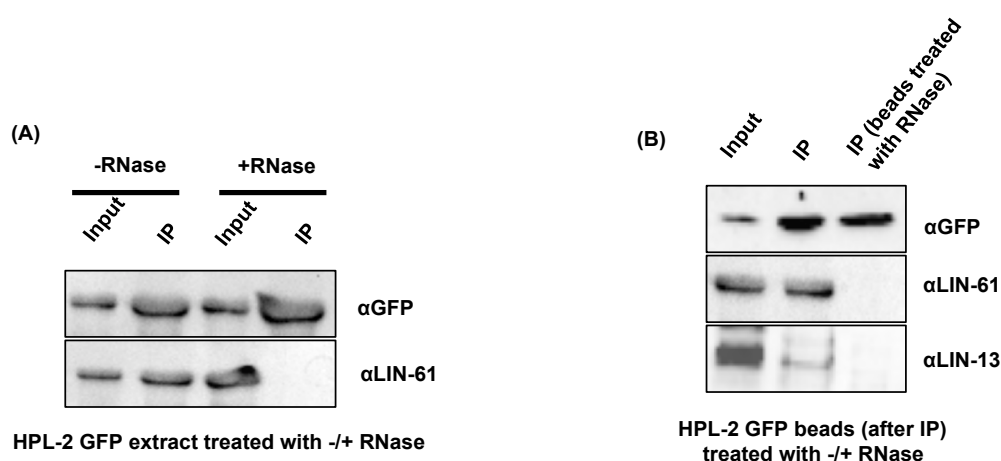 (A)
-RNase +RNase
Input IP Input IP
αGFP
αLIN-61
HPL-2 GFP extract treated with -/+ RNase
(B)
Input IP IP (beads treated
with RNase)
αGFP
αLIN-61
αLIN-13
HPL-2 GFP beads (after IP)
treated with -/+ RNase